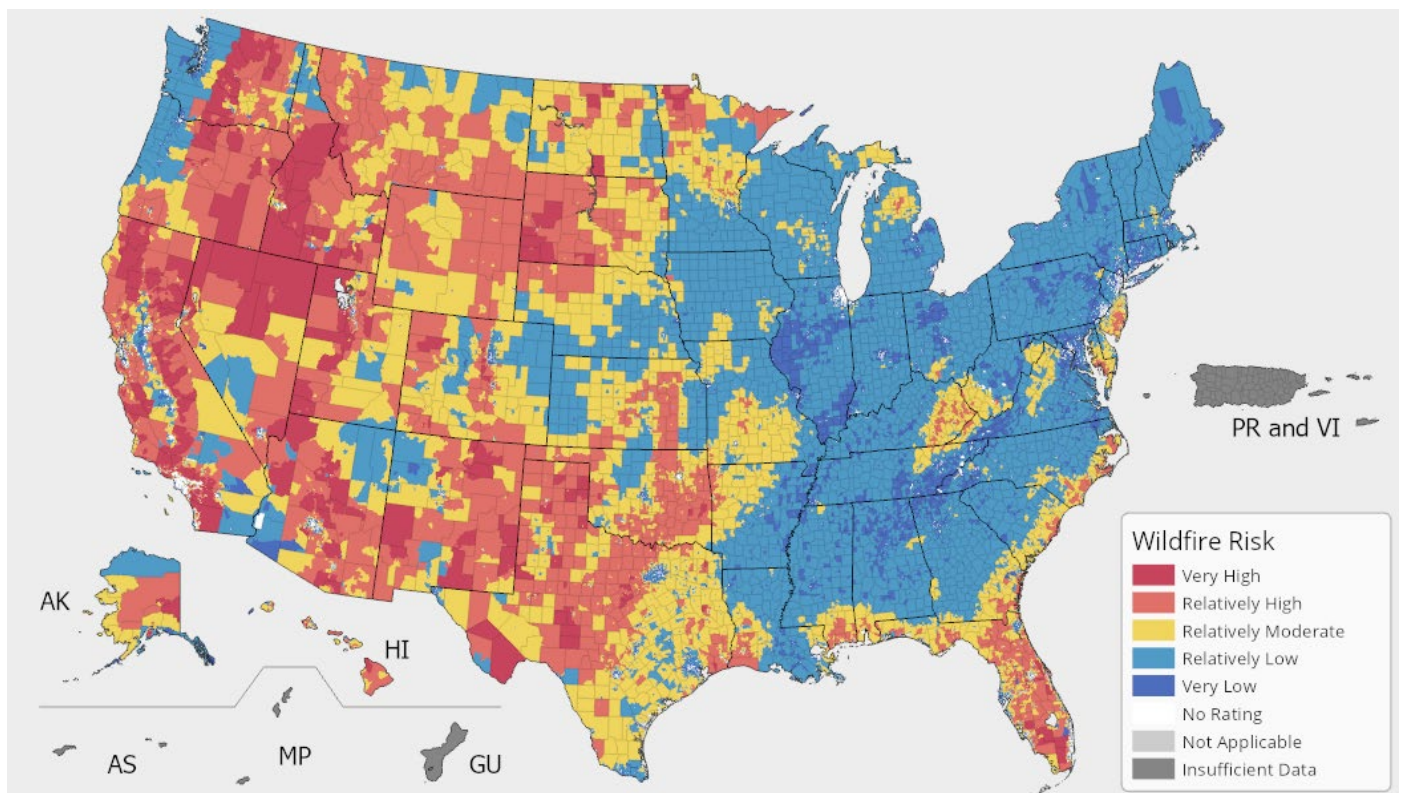 PR and VI
AK
HI
AS
MP
GU
Wildfire Risk
Very High
Relatively High
Relatively Moderate
Relatively Low
Very Low
No Rating
Not Applicable
Insufficient Data